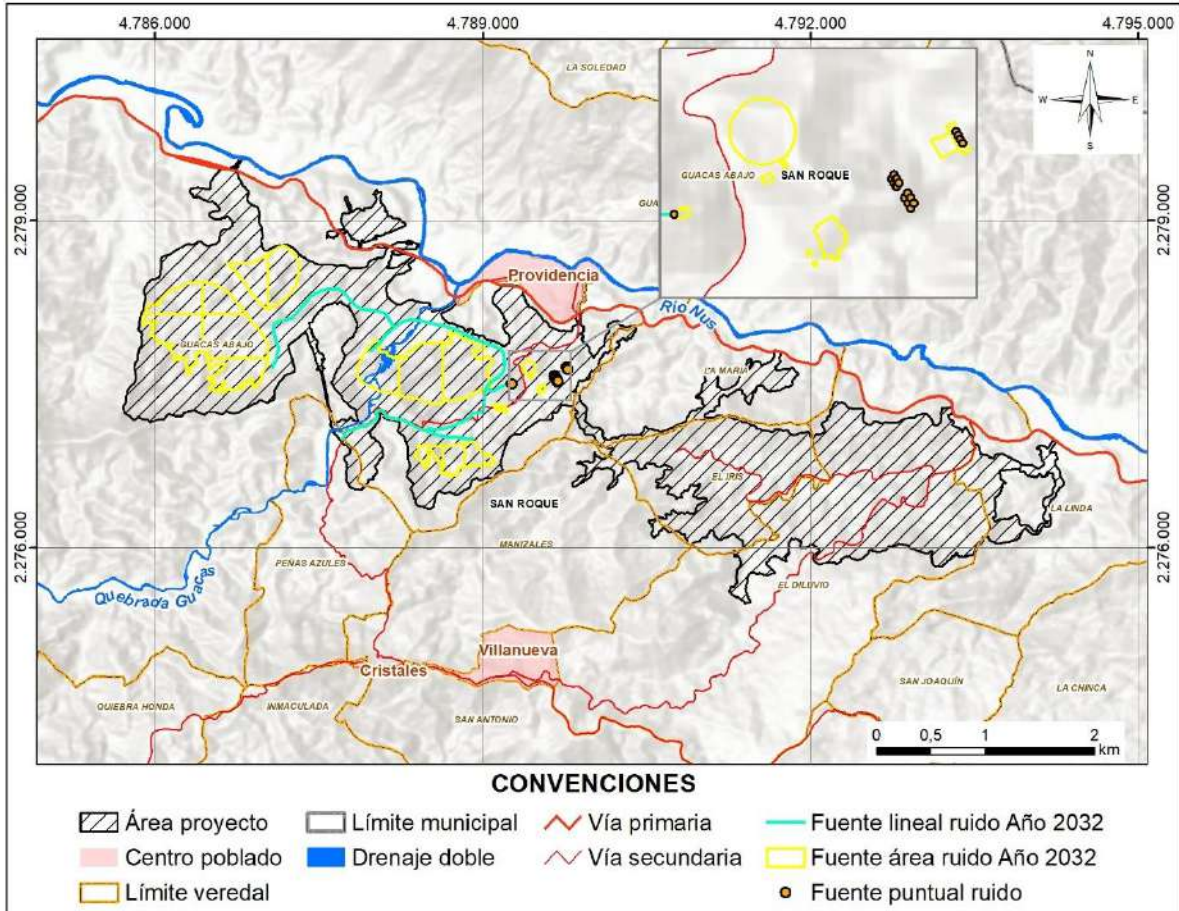 4.786.000
4.789.000
4.792.000
4.795.000
LA SOLEDAD
N
W E
S
GUACAS ABAJO
SAN ROQUE
GUA
2.279.000
2.279.000
Providencia
Río Nus
GUACAS ABAJO
LA MARIA
EL IRIS
LA LINDA
SAN ROQUE
2.276.000
2.276.000
MANIZALES
PEÑAS AZULES
EL DILUVIO
Quebrada Guacas
Villanueva
Cristales
SAN JOAQUÍN
LA CHINCA
QUIEBRA HONDA
INMACULADA
SAN ANTONIO
0 0,5 1 2
km
CONVENCIONES
Área proyecto
Límite municipal
Vía primaria
Fuente lineal ruido Año 2032
Centro poblado
Drenaje doble
Vía secundaria
Fuente área ruido Año 2032
Límite veredal
Fuente puntual ruido